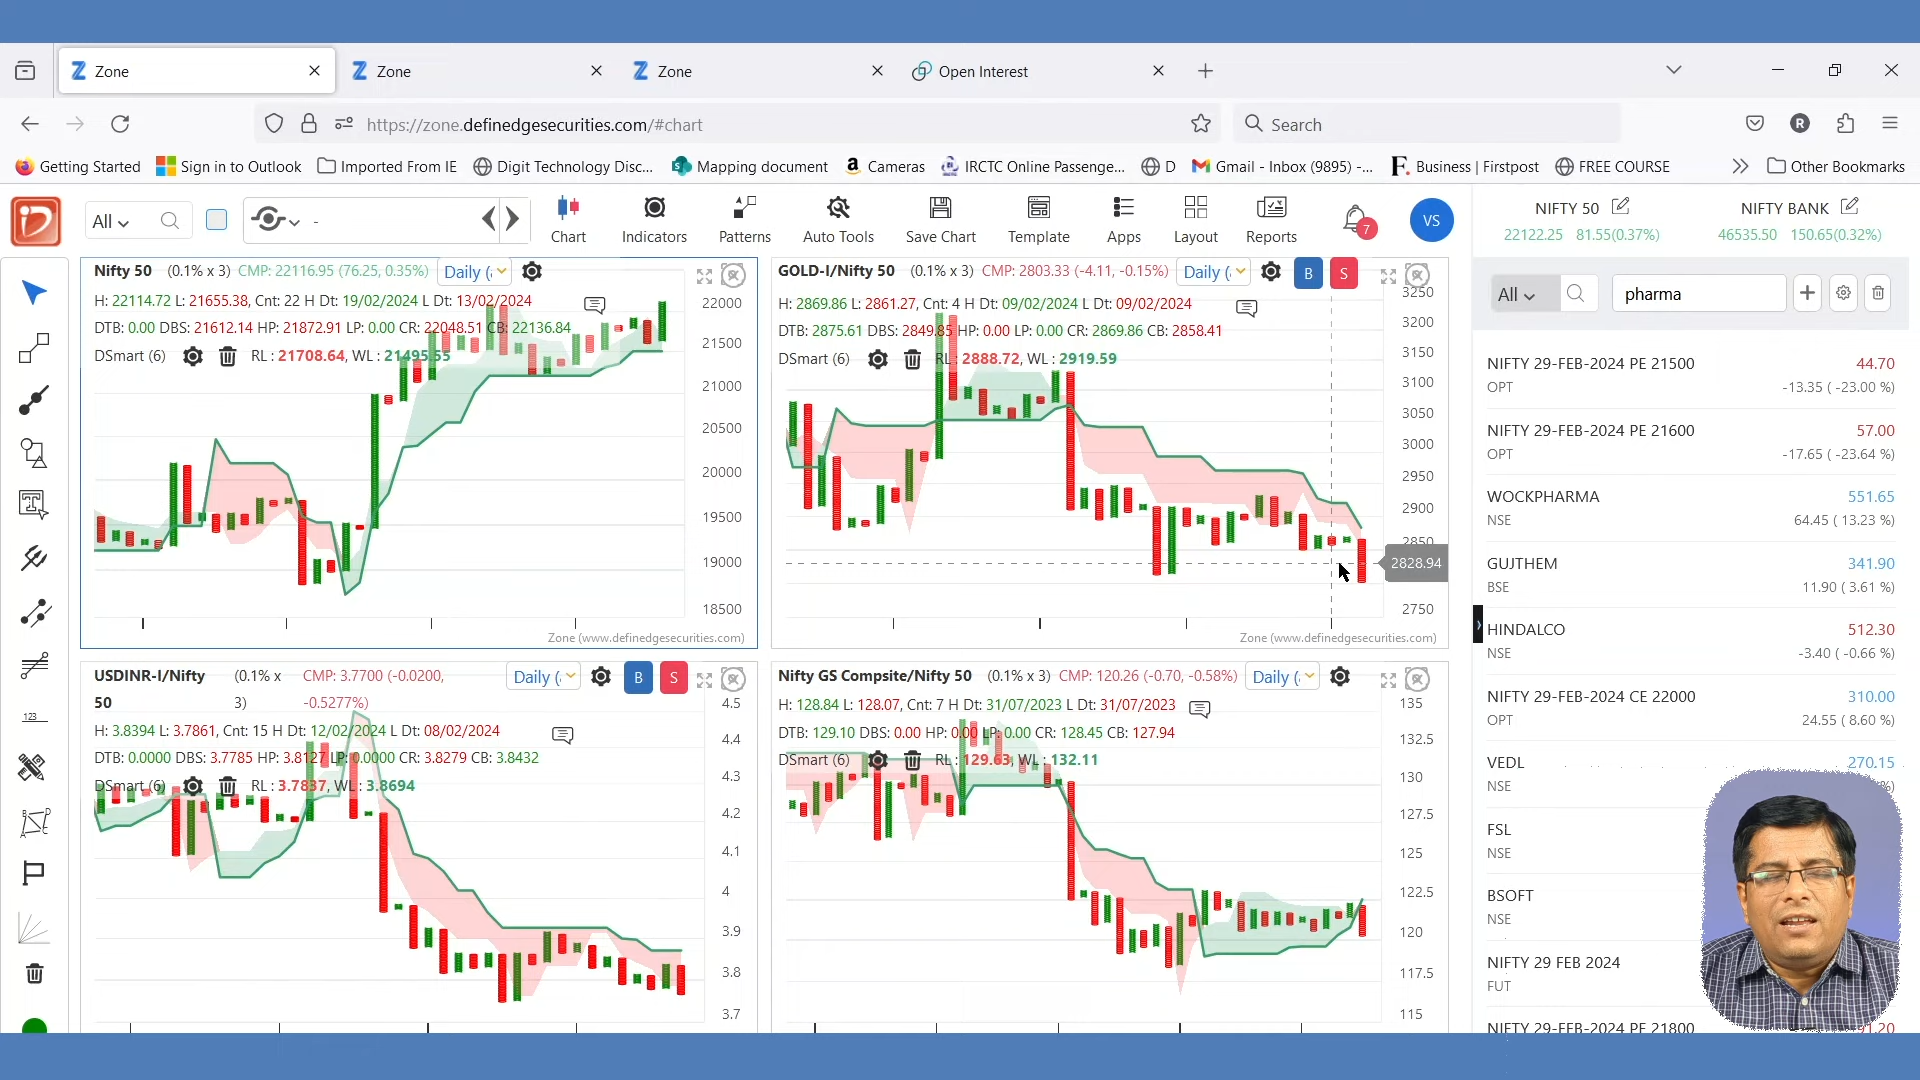 Zone
Zone
Zone
Open Interest
https://zone.definedgesecurities.com/#chart
Search
R
Getting Started
Sign in to Outlook
Imported From IE
Digit Technology Disc...
Mapping document
Cameras
IRCTC Online Passenge...
D
Gmail - Inbox (9895) -...
Business | Firstpost
FREE COURSE
Other Bookmarks
All
-
Chart
Indicators
Patterns
Auto Tools
Save Chart
Template
Apps
Layout
Reports
7
VS
NIFTY 50
22122.25 81.55(0.37%)
NIFTY BANK
46535.50 150.65(0.32%)
Nifty 50 (0.1% x 3) CMP: 22116.95 (76.25, 0.35%) Daily (
H: 22114.72 L: 21655.38, Cnt: 22 H Dt: 19/02/2024 L Dt: 13/02/2024
DTB: 0.00 DBS: 21612.14 HP: 21872.91 LP: 0.00 CR: 22048.51 CB: 22136.84
DSmart (6) RL : 21708.64, WL : 21495.55
22000
21500
21000
20500
20000
19500
19000
18500
Zone (www.definedgesecurities.com)
GOLD-I/Nifty 50 (0.1% x 3) CMP: 2803.33 (-4.11, -0.15%) Daily ( B S
H: 2869.86 L: 2861.27, Cnt: 4 H Dt: 09/02/2024 L Dt: 09/02/2024
DTB: 2875.61 DBS: 2849.85 HP: 0.00 LP: 0.00 CR: 2869.86 CB: 2858.41
DSmart (6) RL : 2888.72, WL : 2919.59
3250
3200
3150
3100
3050
3000
2950
2900
2850
2828.94
2750
Zone (www.definedgesecurities.com)
USDINR-I/Nifty (0.1% x CMP: 3.7700 (-0.0200, Daily ( B S
50 3) -0.5277%)
H: 3.8394 L: 3.7861, Cnt: 15 H Dt: 12/02/2024 L Dt: 08/02/2024
DTB: 0.0000 DBS: 3.7785 HP: 3.8127 LP: 0.0000 CR: 3.8279 CB: 3.8432
DSmart (6) RL : 3.7837, WL : 3.8694
4.5
4.4
4.3
4.2
4.1
4
3.9
3.8
3.7
Nifty GS Compsite/Nifty 50 (0.1% x 3) CMP: 120.26 (-0.70, -0.58%) Daily (
H: 128.84 L: 128.07, Cnt: 7 H Dt: 31/07/2023 L Dt: 31/07/2023
DTB: 129.10 DBS: 0.00 HP: 0.00 LP: 0.00 CR: 128.45 CB: 127.94
DSmart (6) RL : 129.63, WL : 132.11
135
132.5
130
127.5
125
122.5
120
117.5
115
123
All
pharma
NIFTY 29-FEB-2024 PE 21500 44.70
OPT -13.35 ( -23.00 %)
NIFTY 29-FEB-2024 PE 21600 57.00
OPT -17.65 ( -23.64 %)
WOCKPHARMA 551.65
NSE 64.45 ( 13.23 %)
GUJTHEM 341.90
BSE 11.90 ( 3.61 %)
HINDALCO 512.30
NSE -3.40 ( -0.66 %)
NIFTY 29-FEB-2024 CE 22000 310.00
OPT 24.55 ( 8.60 %)
VEDL 270.15
NSE
FSL
NSE
BSOFT
NSE
NIFTY 29 FEB 2024
FUT
NIFTY 29-FEB-2024 PE 21800